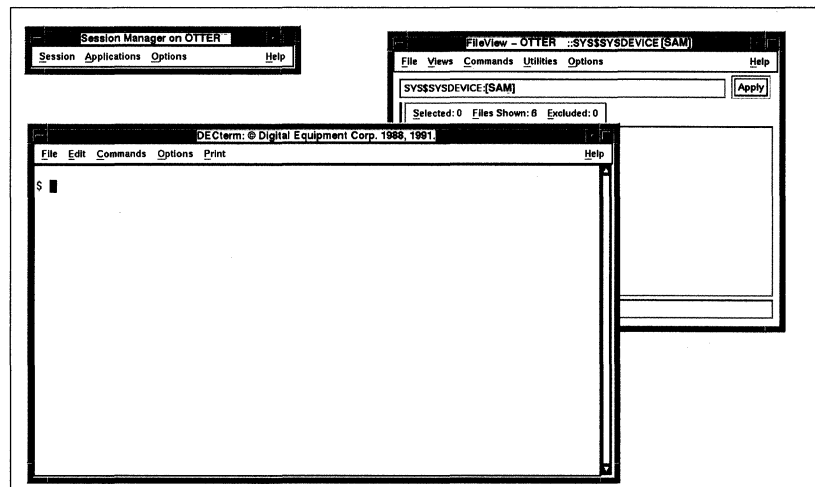 Session Manager on OTTER
Session Applications Options Help
FileView - OTTER ::SYS$SYSDEVICE:[SAM]
File Views Commands Utilities Options Help
SYS$SYSDEVICE:[SAM] Apply
Selected: 0 Files Shown: 6 Excluded: 0
DECterm: © Digital Equipment Corp. 1988, 1991.
File Edit Commands Options Print Help
$